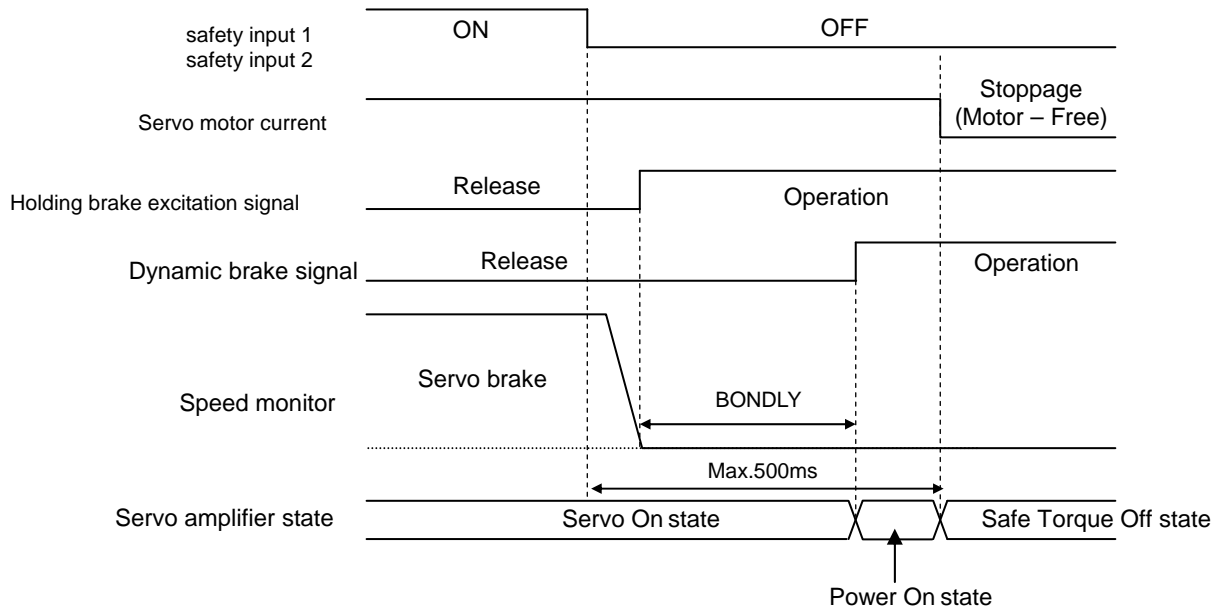 safety input 1
safety input 2
ON
OFF
Servo motor current
Stoppage
(Motor – Free)
Holding brake excitation signal
Release
Operation
Dynamic brake signal
Release
Operation
Speed monitor
Servo brake
BONDLY
Max.500ms
Servo amplifier state
Servo On state
Safe Torque Off state
Power On state